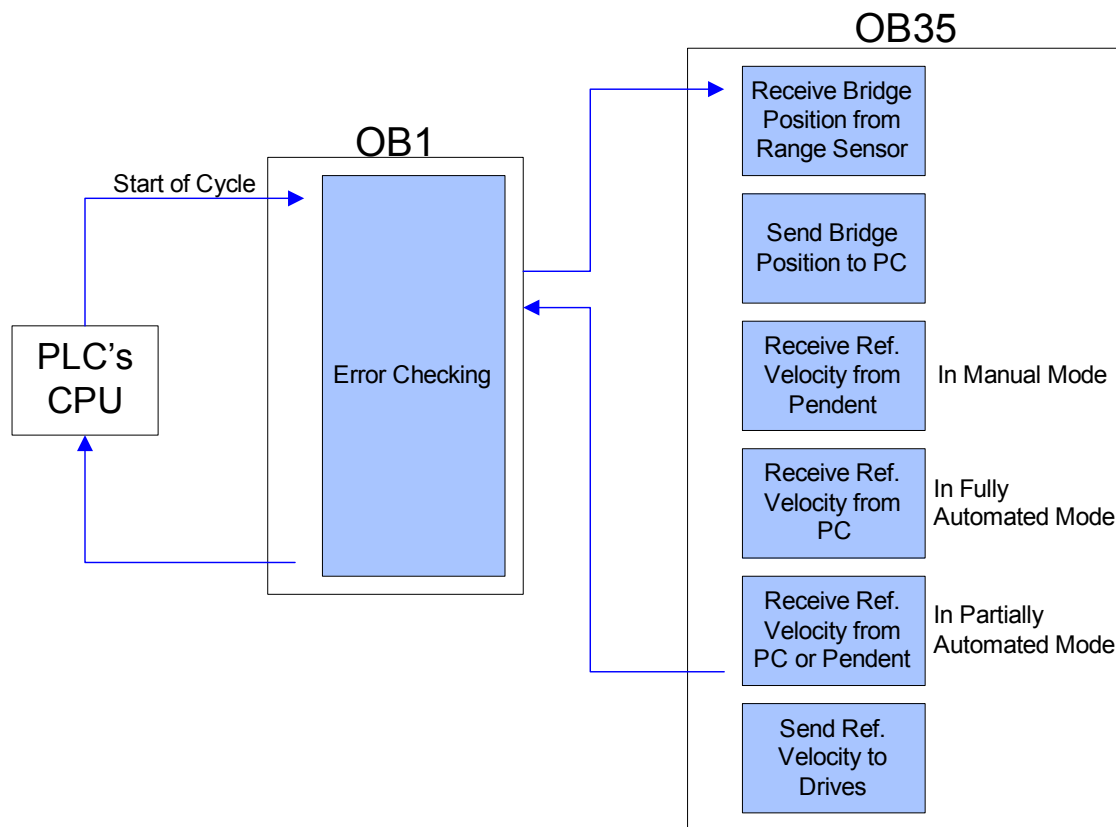 OB35
Receive Bridge
Position from
Range Sensor
OB1
Start of Cycle
Send Bridge
Position to PC
PLC's
CPU
Error Checking
Receive Ref.
Velocity from
Pendent
In Manual Mode
Receive Ref.
Velocity from
PC
In Fully
Automated Mode
Receive Ref.
Velocity from
PC or Pendent
In Partially
Automated Mode
Send Ref.
Velocity to
Drives